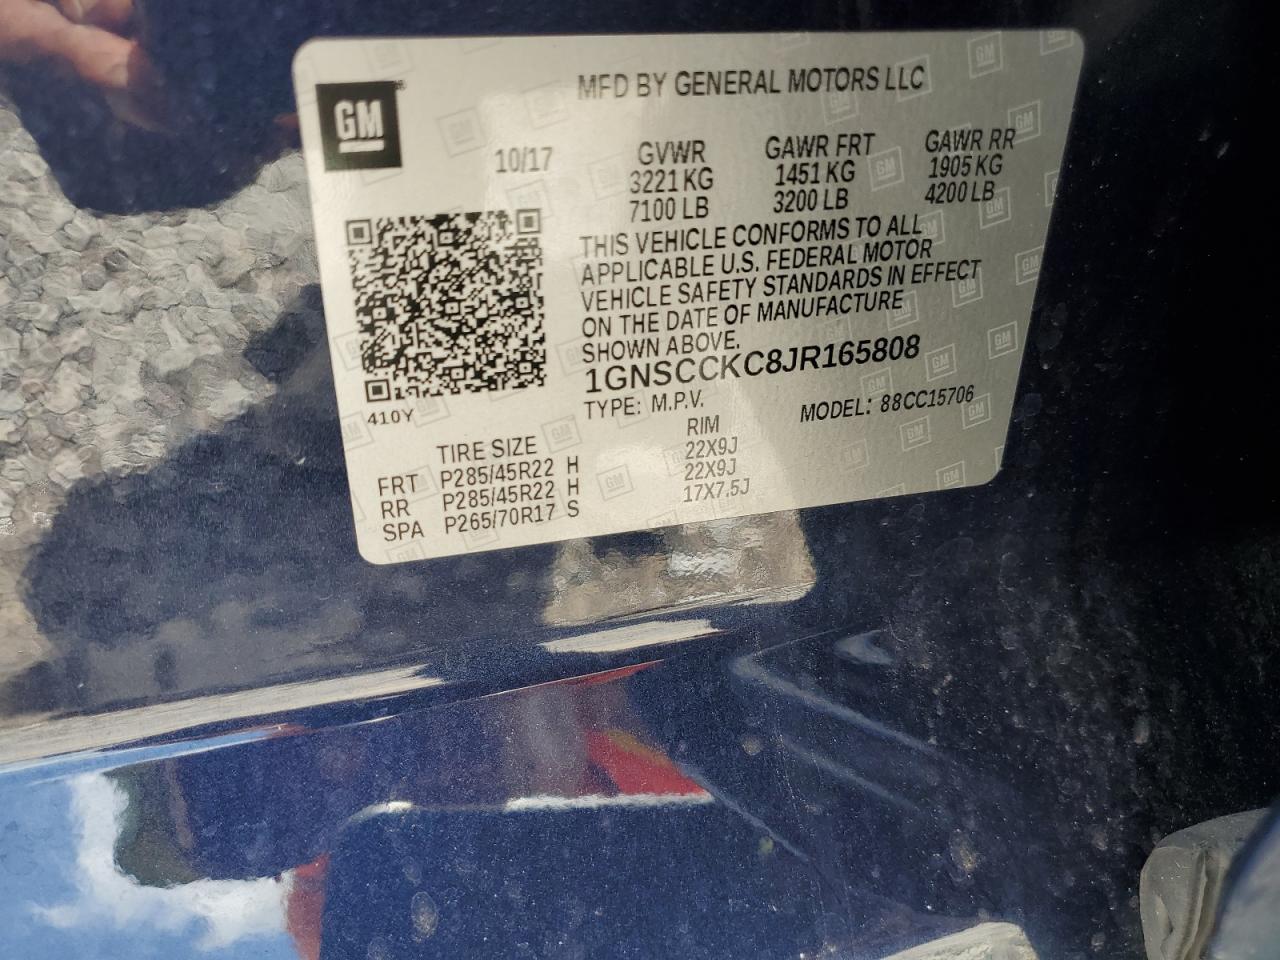 GM
MFD BY GENERAL MOTORS LLC
10/17
GVWR GAWR FRT GAWR RR
3221 KG 1451 KG 1905 KG
7100 LB 3200 LB 4200 LB
THIS VEHICLE CONFORMS TO ALL
APPLICABLE U.S. FEDERAL MOTOR
VEHICLE SAFETY STANDARDS IN EFFECT
ON THE DATE OF MANUFACTURE
SHOWN ABOVE.
1GNSCCKC8JR165808
TYPE: M.P.V. MODEL: 88CC15706
410Y
TIRE SIZE RIM
FRT P285/45R22 H 22X9J
RR P285/45R22 H 22X9J
SPA P265/70R17 S 17X7.5J